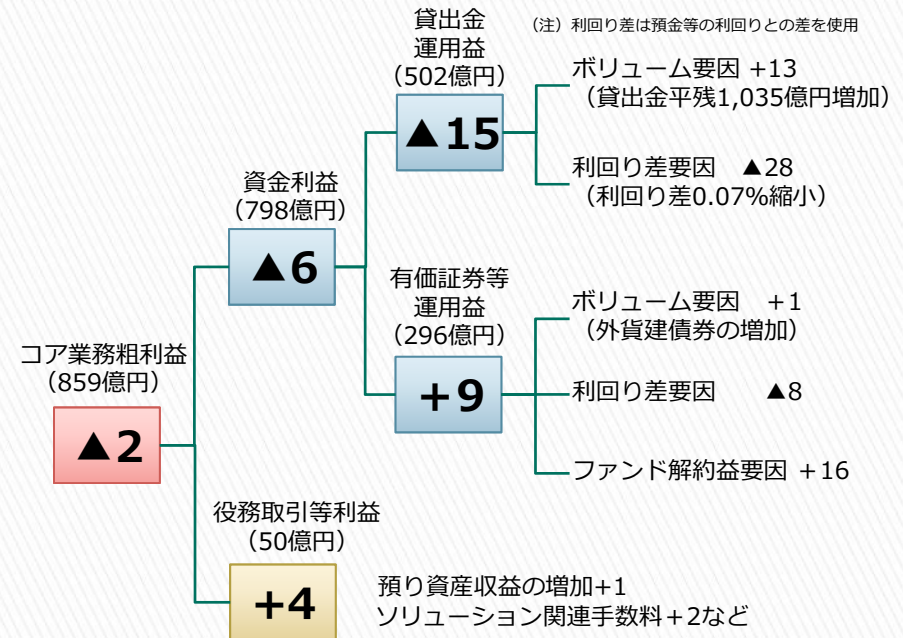 貸出金
運用益
（502億円）
（注）利回り差は預金等の利回りとの差を使用
▲15
ボリューム要因 +13
（貸出金平残1,035億円増加）
利回り差要因 ▲28
（利回り差0.07%縮小）
資金利益
（798億円）
▲6
有価証券等
運用益
（296億円）
+9
ボリューム要因 +1
（外貨建債券の増加）
利回り差要因 ▲8
ファンド解約益要因 +16
コア業務粗利益
（859億円）
▲2
役務取引等利益
（50億円）
+4
預り資産収益の増加+1
ソリューション関連手数料＋2など